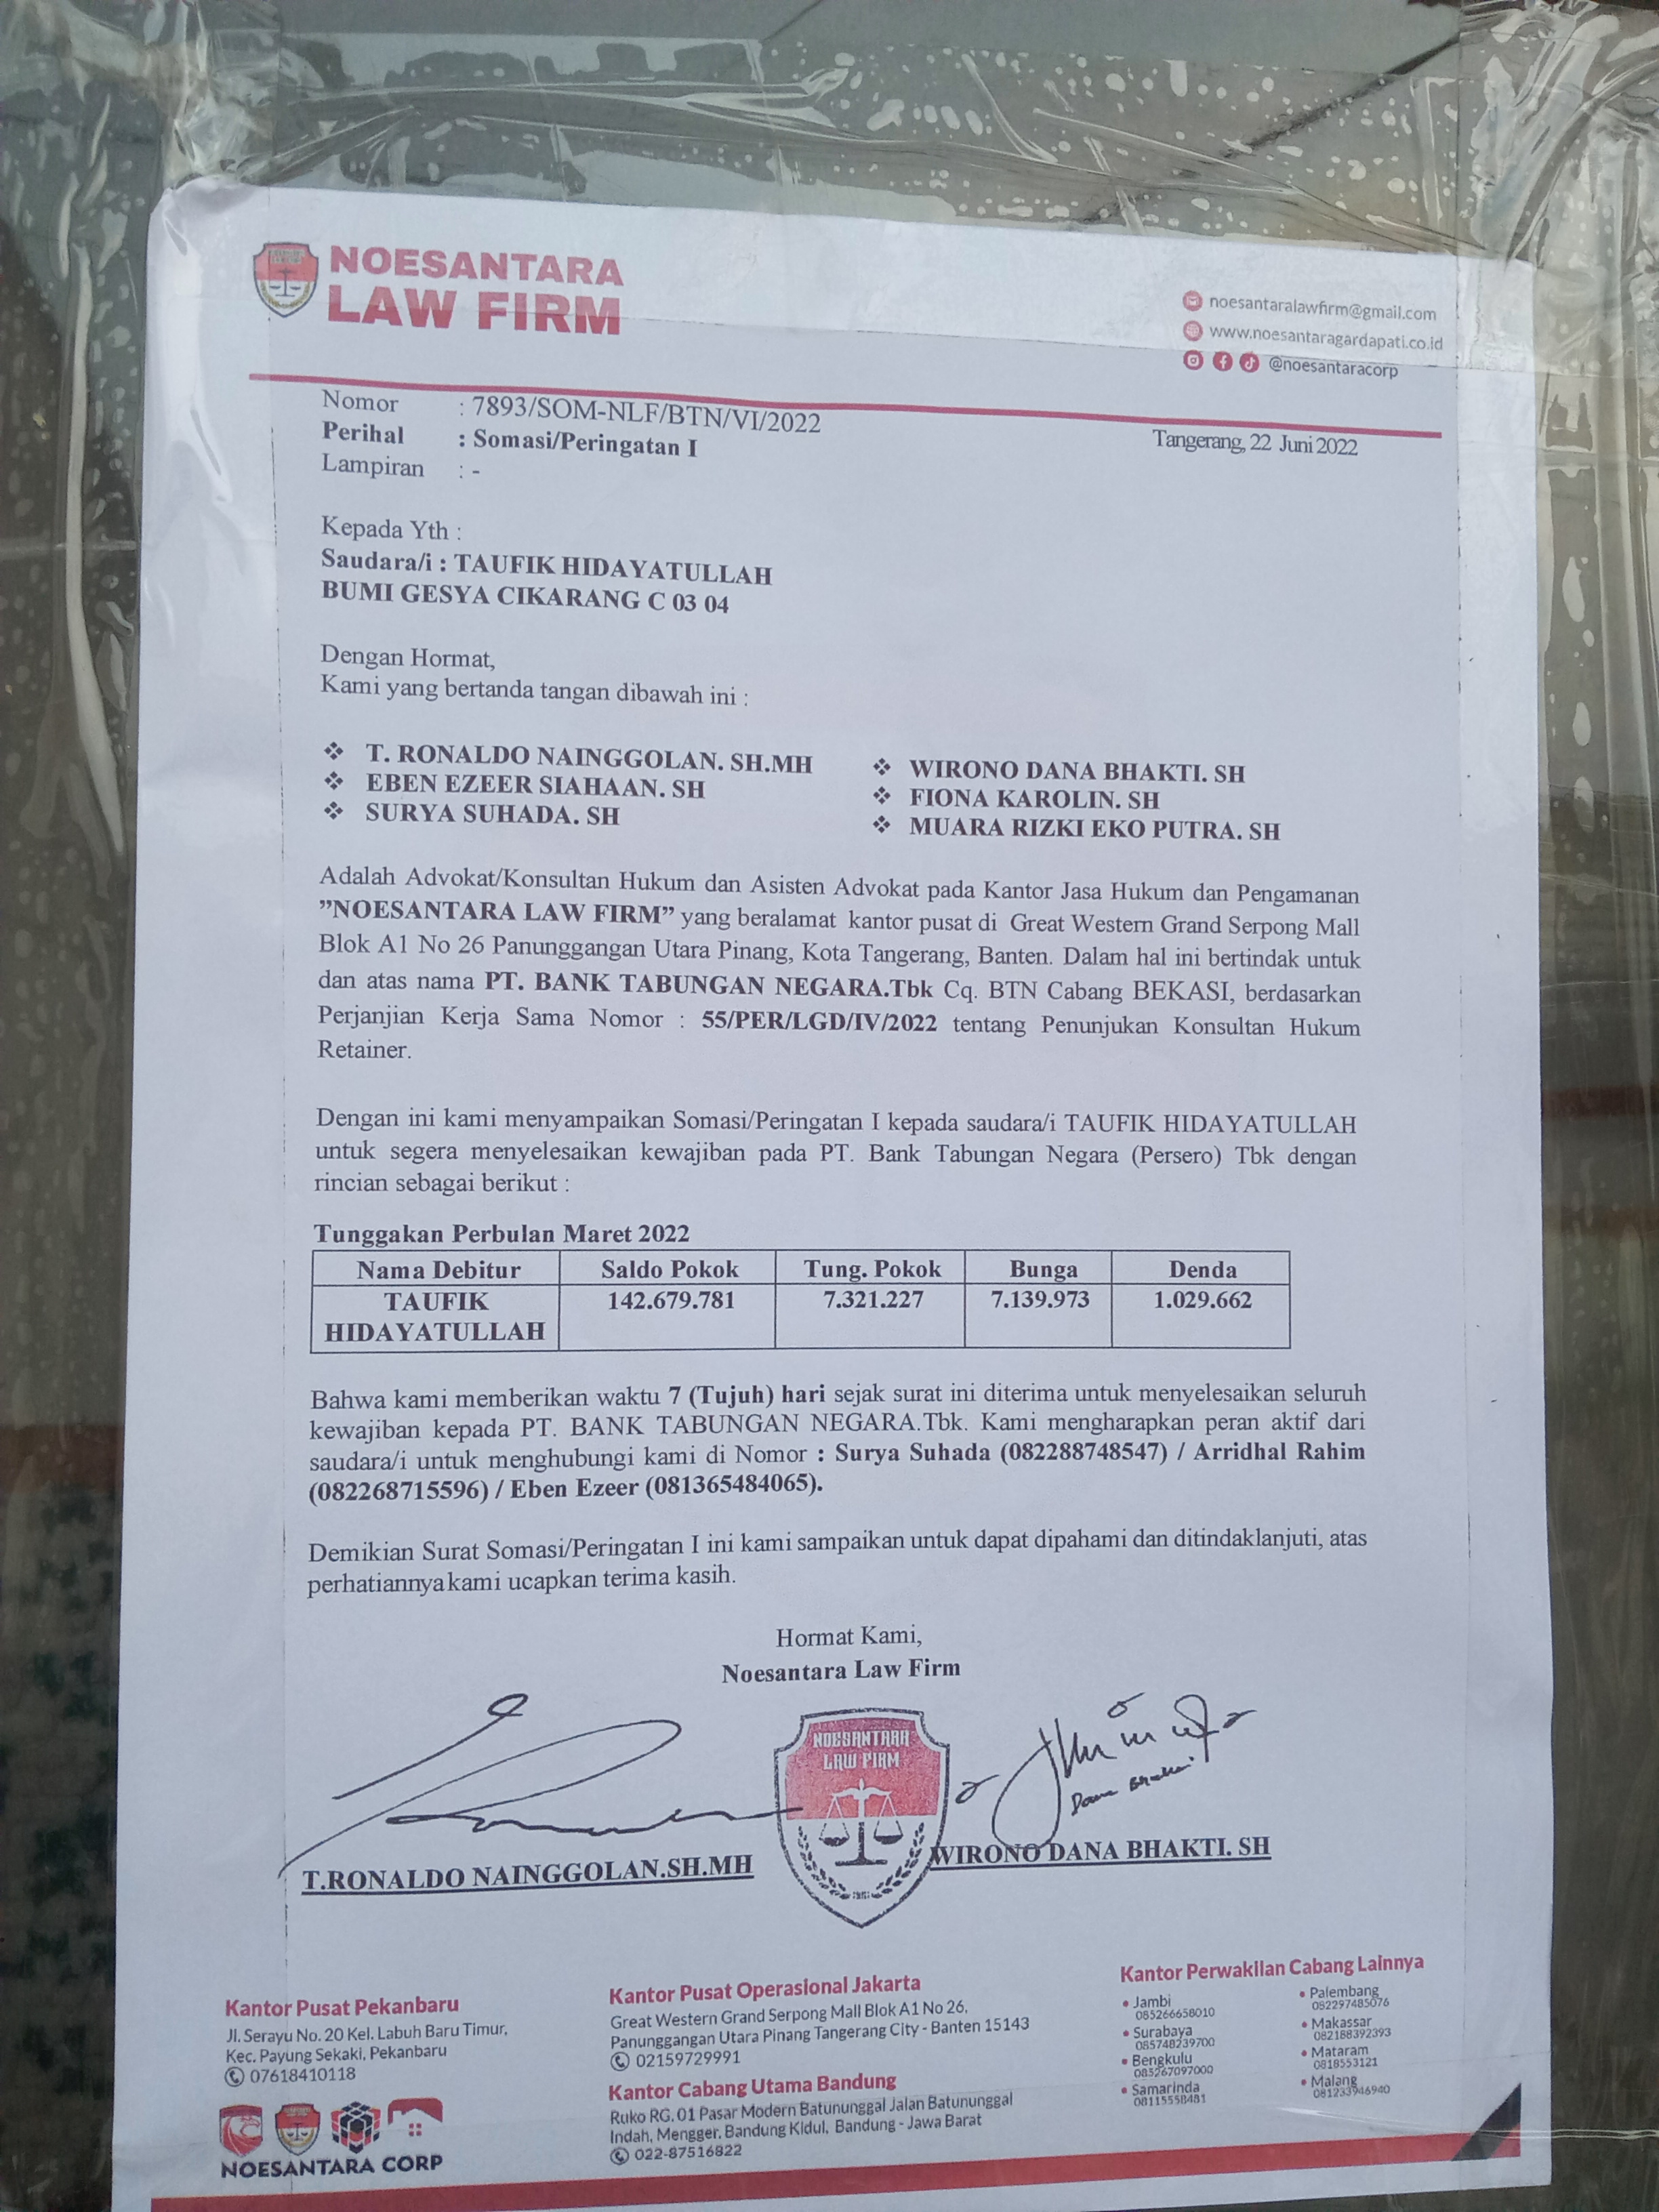 NOESANTARA
LAW FIRM
noesantaralawfirm@gmail.com
www.noesantaragardapati.co.id
@noesantaracorp
Nomor : 7893/SOM-NLF/BTN/VI/2022
Perihal : Somasi/Peringatan I
Lampiran : -
Tangerang, 22 Juni 2022
Kepada Yth :
Saudara/i : TAUFIK HIDAYATULLAH
BUMI GESYA CIKARANG C 03 04
Dengan Hormat,
Kami yang bertanda tangan dibawah ini :
❖ T. RONALDO NAINGGOLAN. SH.MH
❖ EBEN EZEER SIAHAAN. SH
❖ SURYA SUHADA. SH
❖ WIRONO DANA BHAKTI. SH
❖ FIONA KAROLIN. SH
❖ MUARA RIZKI EKO PUTRA. SH
Adalah Advokat/Konsultan Hukum dan Asisten Advokat pada Kantor Jasa Hukum dan Pengamanan
”NOESANTARA LAW FIRM” yang beralamat kantor pusat di Great Western Grand Serpong Mall
Blok A1 No 26 Panunggangan Utara Pinang, Kota Tangerang, Banten. Dalam hal ini bertindak untuk
dan atas nama PT. BANK TABUNGAN NEGARA.Tbk Cq. BTN Cabang BEKASI, berdasarkan
Perjanjian Kerja Sama Nomor : 55/PER/LGD/IV/2022 tentang Penunjukan Konsultan Hukum
Retainer.
Dengan ini kami menyampaikan Somasi/Peringatan I kepada saudara/i TAUFIK HIDAYATULLAH
untuk segera menyelesaikan kewajiban pada PT. Bank Tabungan Negara (Persero) Tbk dengan
rincian sebagai berikut :
Tunggakan Perbulan Maret 2022
Nama Debitur Saldo Pokok Tung. Pokok Bunga Denda
TAUFIK 142.679.781 7.321.227 7.139.973 1.029.662
HIDAYATULLAH
Bahwa kami memberikan waktu 7 (Tujuh) hari sejak surat ini diterima untuk menyelesaikan seluruh
kewajiban kepada PT. BANK TABUNGAN NEGARA.Tbk. Kami mengharapkan peran aktif dari
saudara/i untuk menghubungi kami di Nomor : Surya Suhada (082288748547) / Arridhal Rahim
(082268715596) / Eben Ezeer (081365484065).
Demikian Surat Somasi/Peringatan I ini kami sampaikan untuk dapat dipahami dan ditindaklanjuti, atas
perhatiannya kami ucapkan terima kasih.
Hormat Kami,
Noesantara Law Firm
NOESANTARA
LAW FIRM
Dana Bhakti
T.RONALDO NAINGGOLAN.SH.MH
WIRONO DANA BHAKTI. SH
Kantor Pusat Pekanbaru
Jl. Serayu No. 20 Kel. Labuh Baru Timur,
Kec. Payung Sekaki, Pekanbaru
07618410118
NOESANTARA CORP
Kantor Pusat Operasional Jakarta
Great Western Grand Serpong Mall Blok A1 No 26,
Panunggangan Utara Pinang Tangerang City - Banten 15143
02159729991
Kantor Cabang Utama Bandung
Ruko RG, 01 Pasar Modern Batununggal Jalan Batununggal
Indah, Mengger, Bandung Kidul, Bandung - Jawa Barat
022-87516822
Kantor Perwakilan Cabang Lainnya
• Jambi
085266658010
• Surabaya
085748239700
• Bengkulu
085267097000
• Samarinda
08115558481
• Palembang
082297485076
• Makassar
082188392393
• Mataram
0818553121
• Malang
081233946940